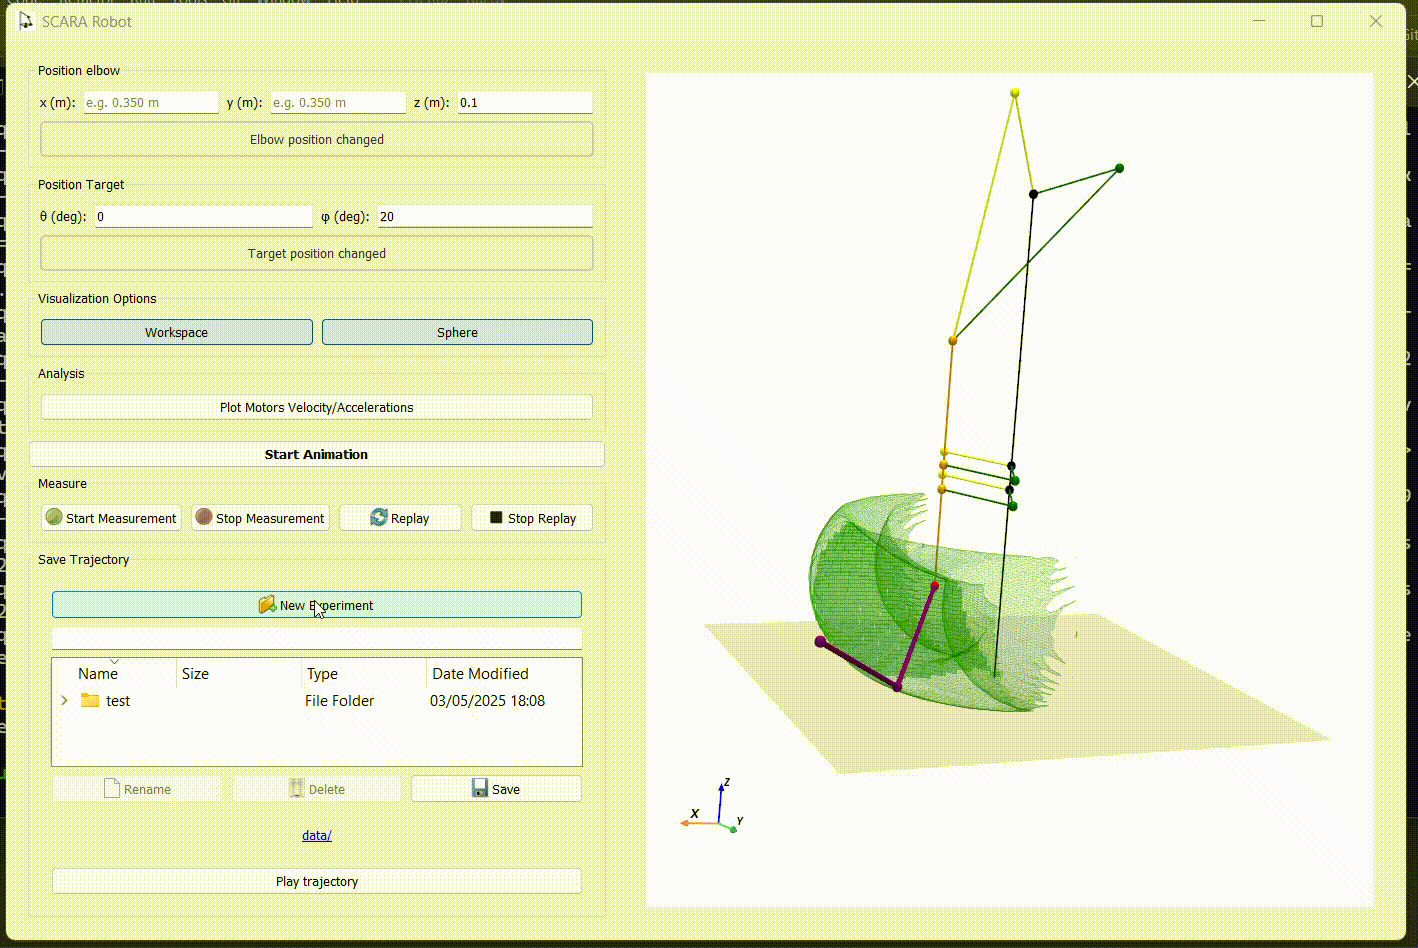 SCARA Robot
Position elbow
x (m): e.g. 0.350 m y (m): e.g. 0.350 m z (m): 0.1
Elbow position changed
Position Target
θ (deg): 0 φ (deg): 20
Target position changed
Visualization Options
Workspace Sphere
Analysis
Plot Motors Velocity/Accelerations
Start Animation
Measure
Start Measurement Stop Measurement Replay Stop Replay
Save Trajectory
New Experiment
Name Size Type Date Modified
test File Folder 03/05/2025 18:08
Rename Delete Save
data/
Play trajectory
Z
X
Y